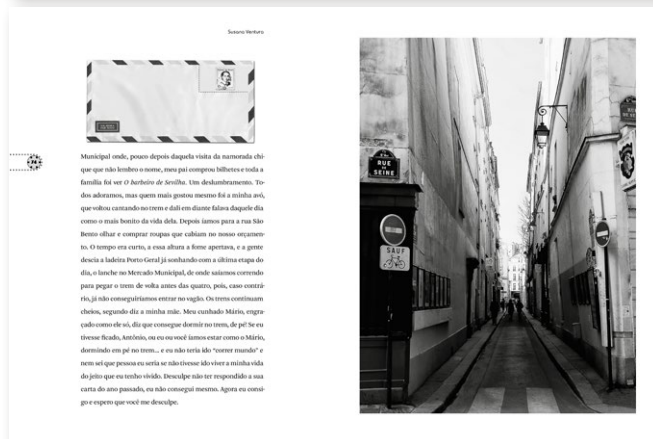 Susana Ventura
Municipal onde, pouco depois daquela visita da namorada chi-
que que não lembro o nome, meu pai comprou bilhetes e toda a
família foi ver O barbeiro de Sevilha. Um deslumbramento. To-
dos adoramos, mas quem mais gostou mesmo foi a minha avó,
que voltou cantando no trem e dali em diante falava daquele dia
como o mais bonito da vida dela. Depois íamos para a rua São
Bento olhar e comprar roupas que cabiam no nosso orçamen-
to. O tempo era curto, a essa altura a fome apertava, e a gente
descia a ladeira Porto Geral já sonhando com a última etapa do
dia, o lanche no Mercado Municipal, de onde saíamos correndo
para pegar o trem de volta antes das quatro, pois, caso contrá-
rio, já não conseguiríamos entrar no vagão. Os trens continuam
cheios, segundo diz a minha mãe. Meu cunhado Mário, engra-
çado como ele só, diz que consegue dormir no trem, de pé! Se eu
tivesse ficado, Antônio, ou eu ou você íamos estar como o Mário,
dormindo em pé no trem... e eu não teria ido “correr mundo” e
nem sei que pessoa eu seria se não tivesse ido viver a minha vida
do jeito que eu tenho vivido. Desculpe não ter respondido a sua
carta do ano passado, eu não consegui mesmo. Agora eu consi-
go e espero que você me desculpe.
RUE
DE
SEINE
SAUF